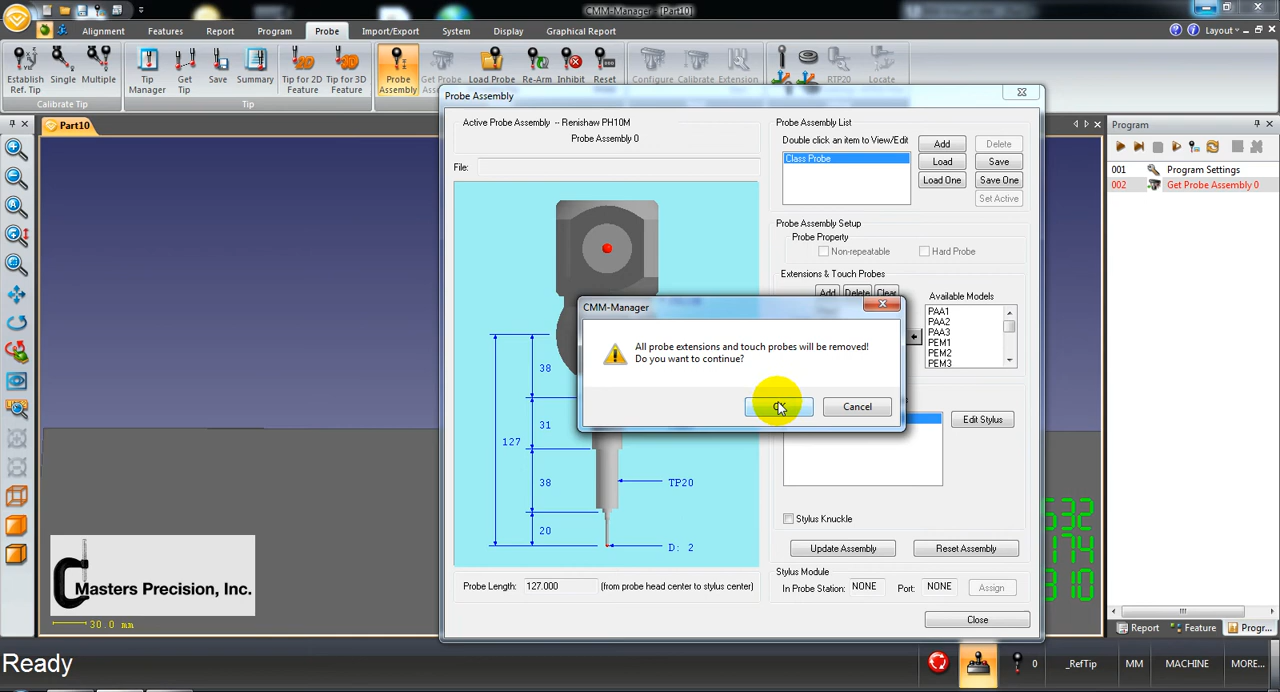 CMM-Manager - [Part10]
Alignment
Features
Report
Program
Probe
Import/Export
System
Display
Graphical Report
Layout
Establish
Ref. Tip
Single
Multiple
Calibrate Tip
Tip
Manager
Get
Tip
Save
Summary
Tip for 2D
Feature
Tip for 3D
Feature
Tip
Probe
Assembly
Get Probe
Load Probe
Re-Arm
Inhibit
Reset
Configure
Calibrate
Extension
RTP20
Locate
Part10
Probe Assembly
Active Probe Assembly -- Renishaw PH10M
Probe Assembly 0
File:
38
31
127
38
20
TP20
D: 2
Probe Length:
127.000
(from probe head center to stylus center)
Probe Assembly List
Double click an item to View/Edit
Class Probe
Add
Delete
Load
Save
Load One
Save One
Set Active
Probe Assembly Setup
Probe Property
Non-repeatable
Hard Probe
Extensions & Touch Probes
Add
Delete
Clear
Available Models
PAA1
PAA2
PAA3
PEM1
PEM2
PEM3
CMM-Manager
All probe extensions and touch probes will be removed!
Do you want to continue?
Cancel
Edit Stylus
Stylus Knuckle
Update Assembly
Reset Assembly
Stylus Module
In Probe Station:
NONE
Port:
NONE
Assign
Close
Program
001
Program Settings
002
Get Probe Assembly 0
Report
Feature
Progr...
Masters Precision, Inc.
30.0 mm
532
174
310
Ready
0
_RefTip
MM
MACHINE
MORE...